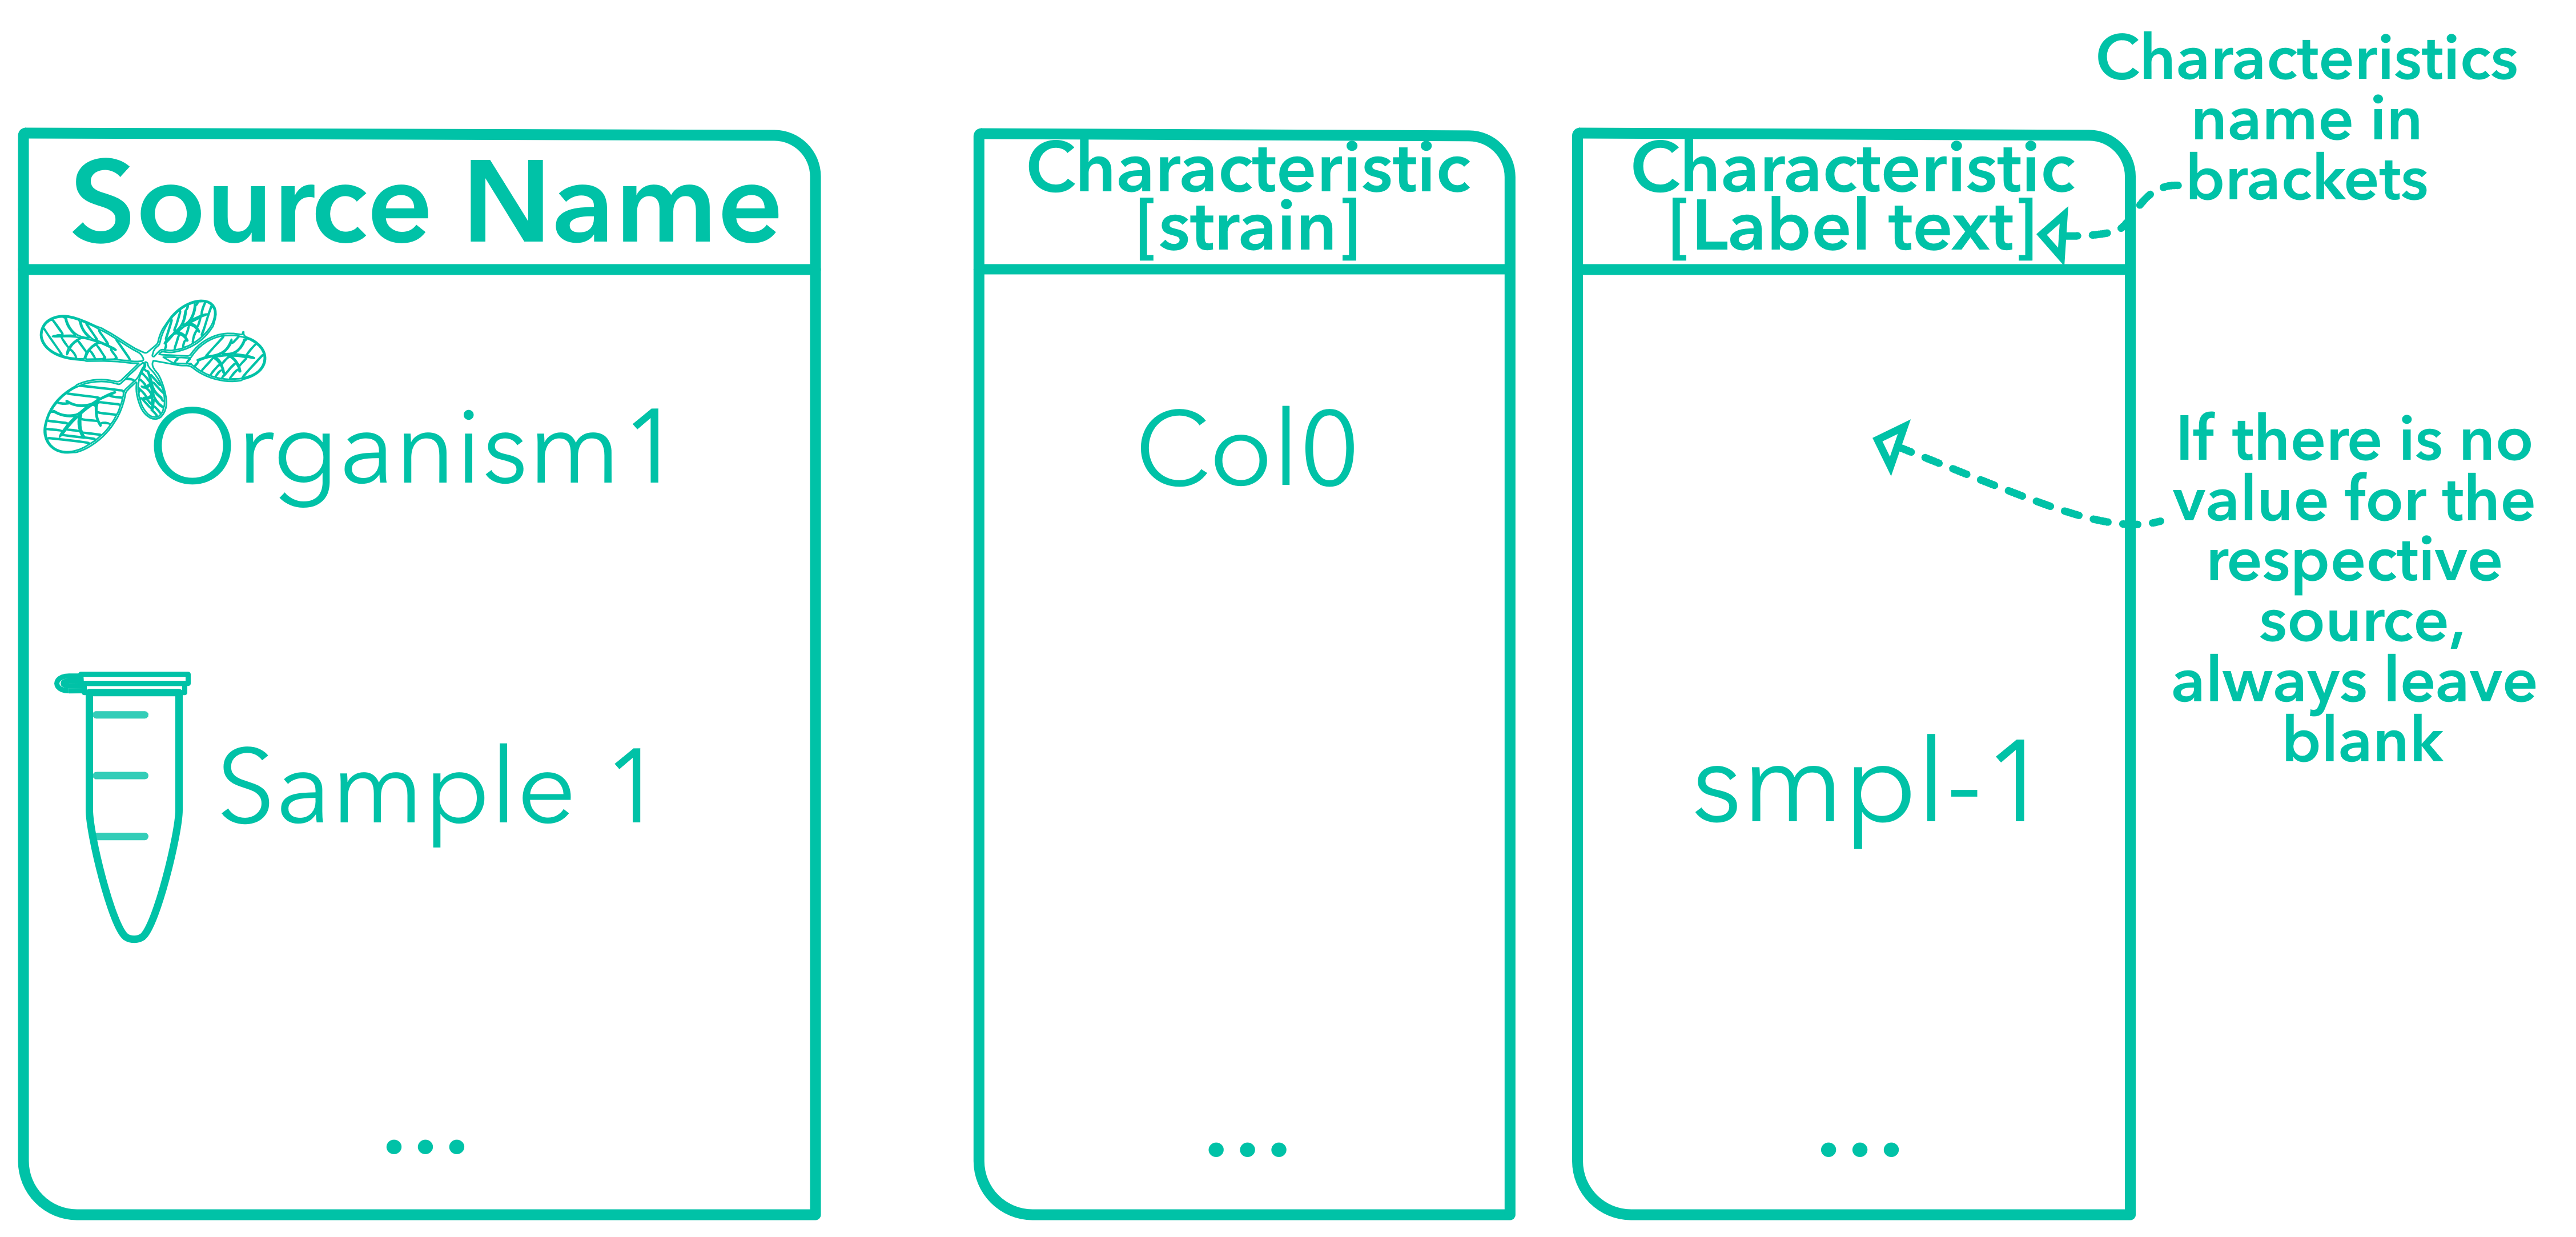 Source Name
Organism1
Sample 1
...
Characteristic
[strain]
Col0
...
Characteristic
[Label text]
smpl-1
...
Characteristics
name in
brackets
If there is no
value for the
respective
source,
always leave
blank